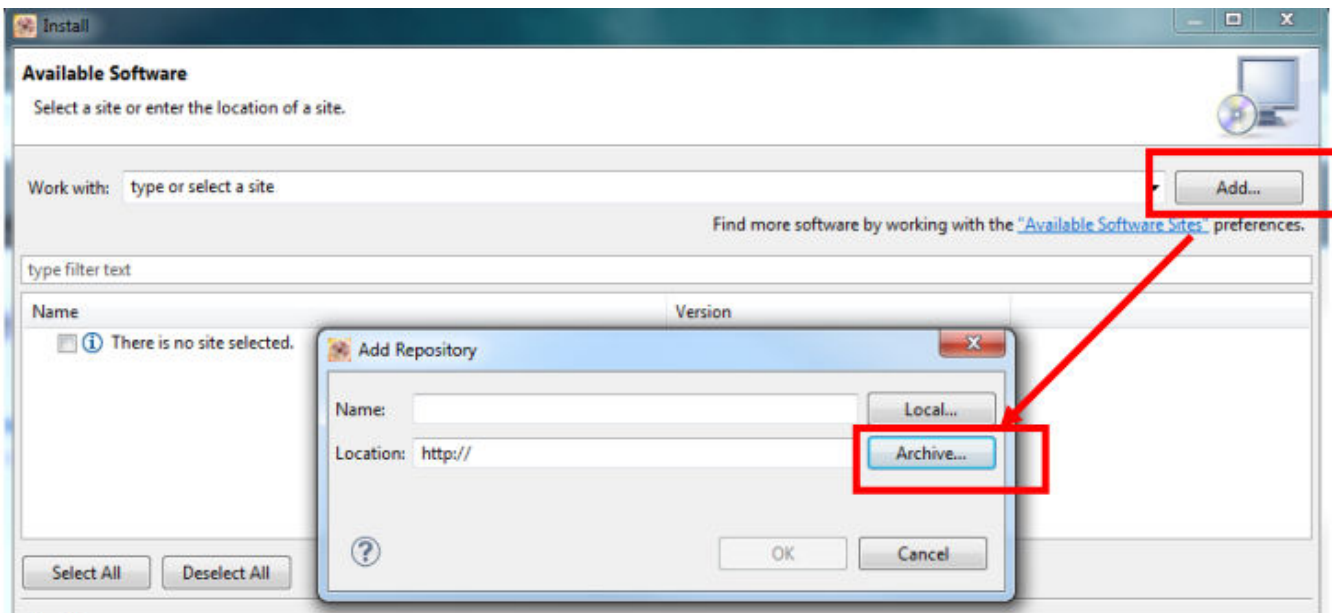 Install
Available Software
Select a site or enter the location of a site.
Work with: type or select a site Add...
Find more software by working with the "Available Software Sites" preferences.
type filter text
Name Version
There is no site selected.
Add Repository
Name: Local...
Location: http:// Archive...
OK Cancel
Select All Deselect All